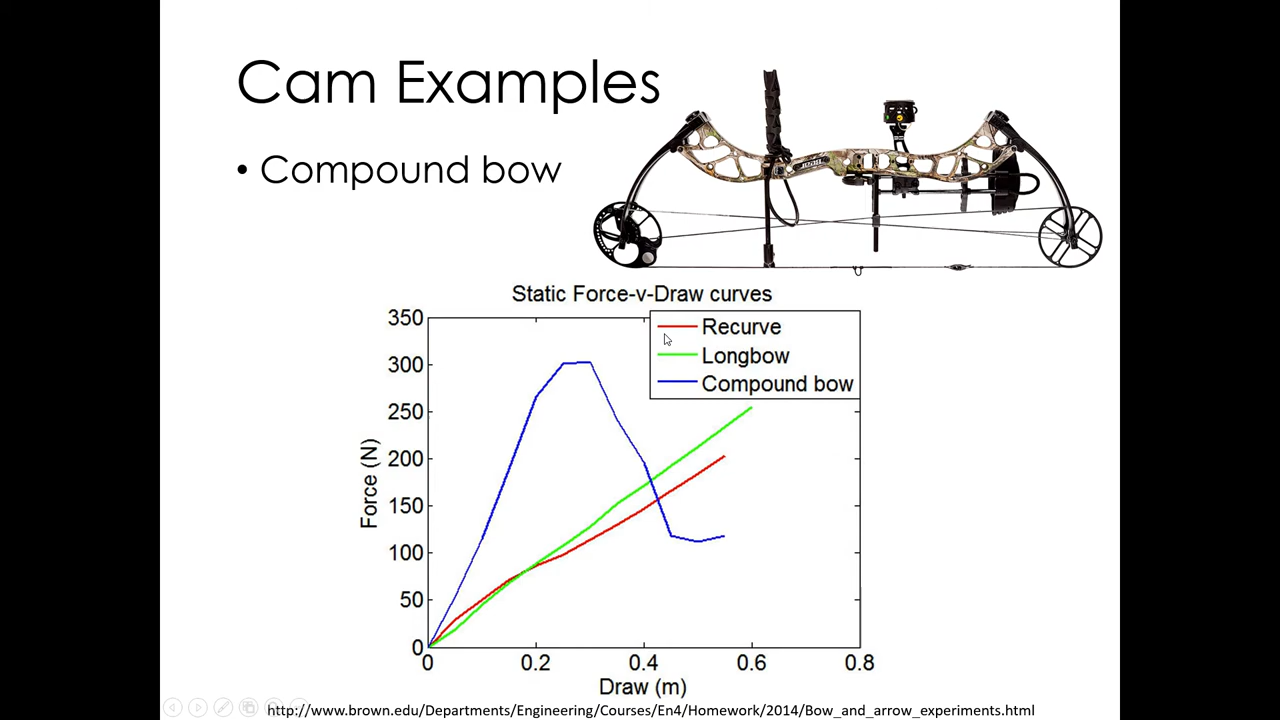 Cam Examples
• Compound bow
Static Force-v-Draw curves
Recurve
Longbow
Compound bow
350
300
250
200
150
100
50
0
Force (N)
0 0.2 0.4 0.6 0.8
Draw (m)
http://www.brown.edu/Departments/Engineering/Courses/En4/Homework/2014/Bow_and_arrow_experiments.html